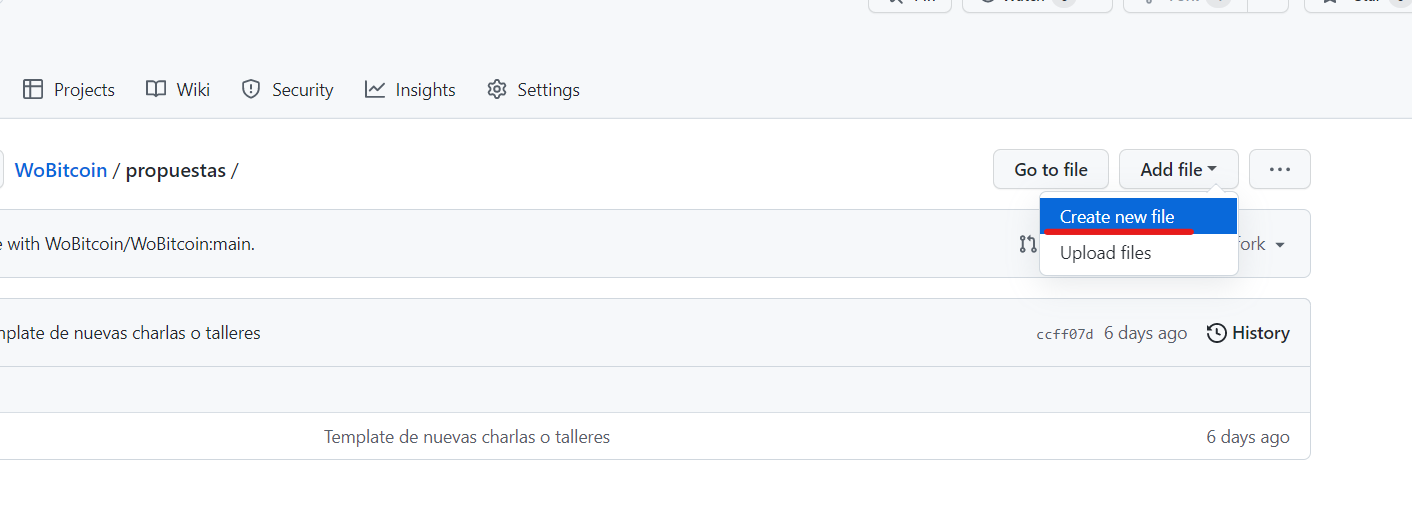 Projects Wiki Security Insights Settings
WoBitcoin / propuestas / Go to file Add file ...
Create new file
with WoBitcoin/WoBitcoin:main.
Upload files
de nuevas charlas o talleres ccff07d 6 days ago History
Template de nuevas charlas o talleres 6 days ago